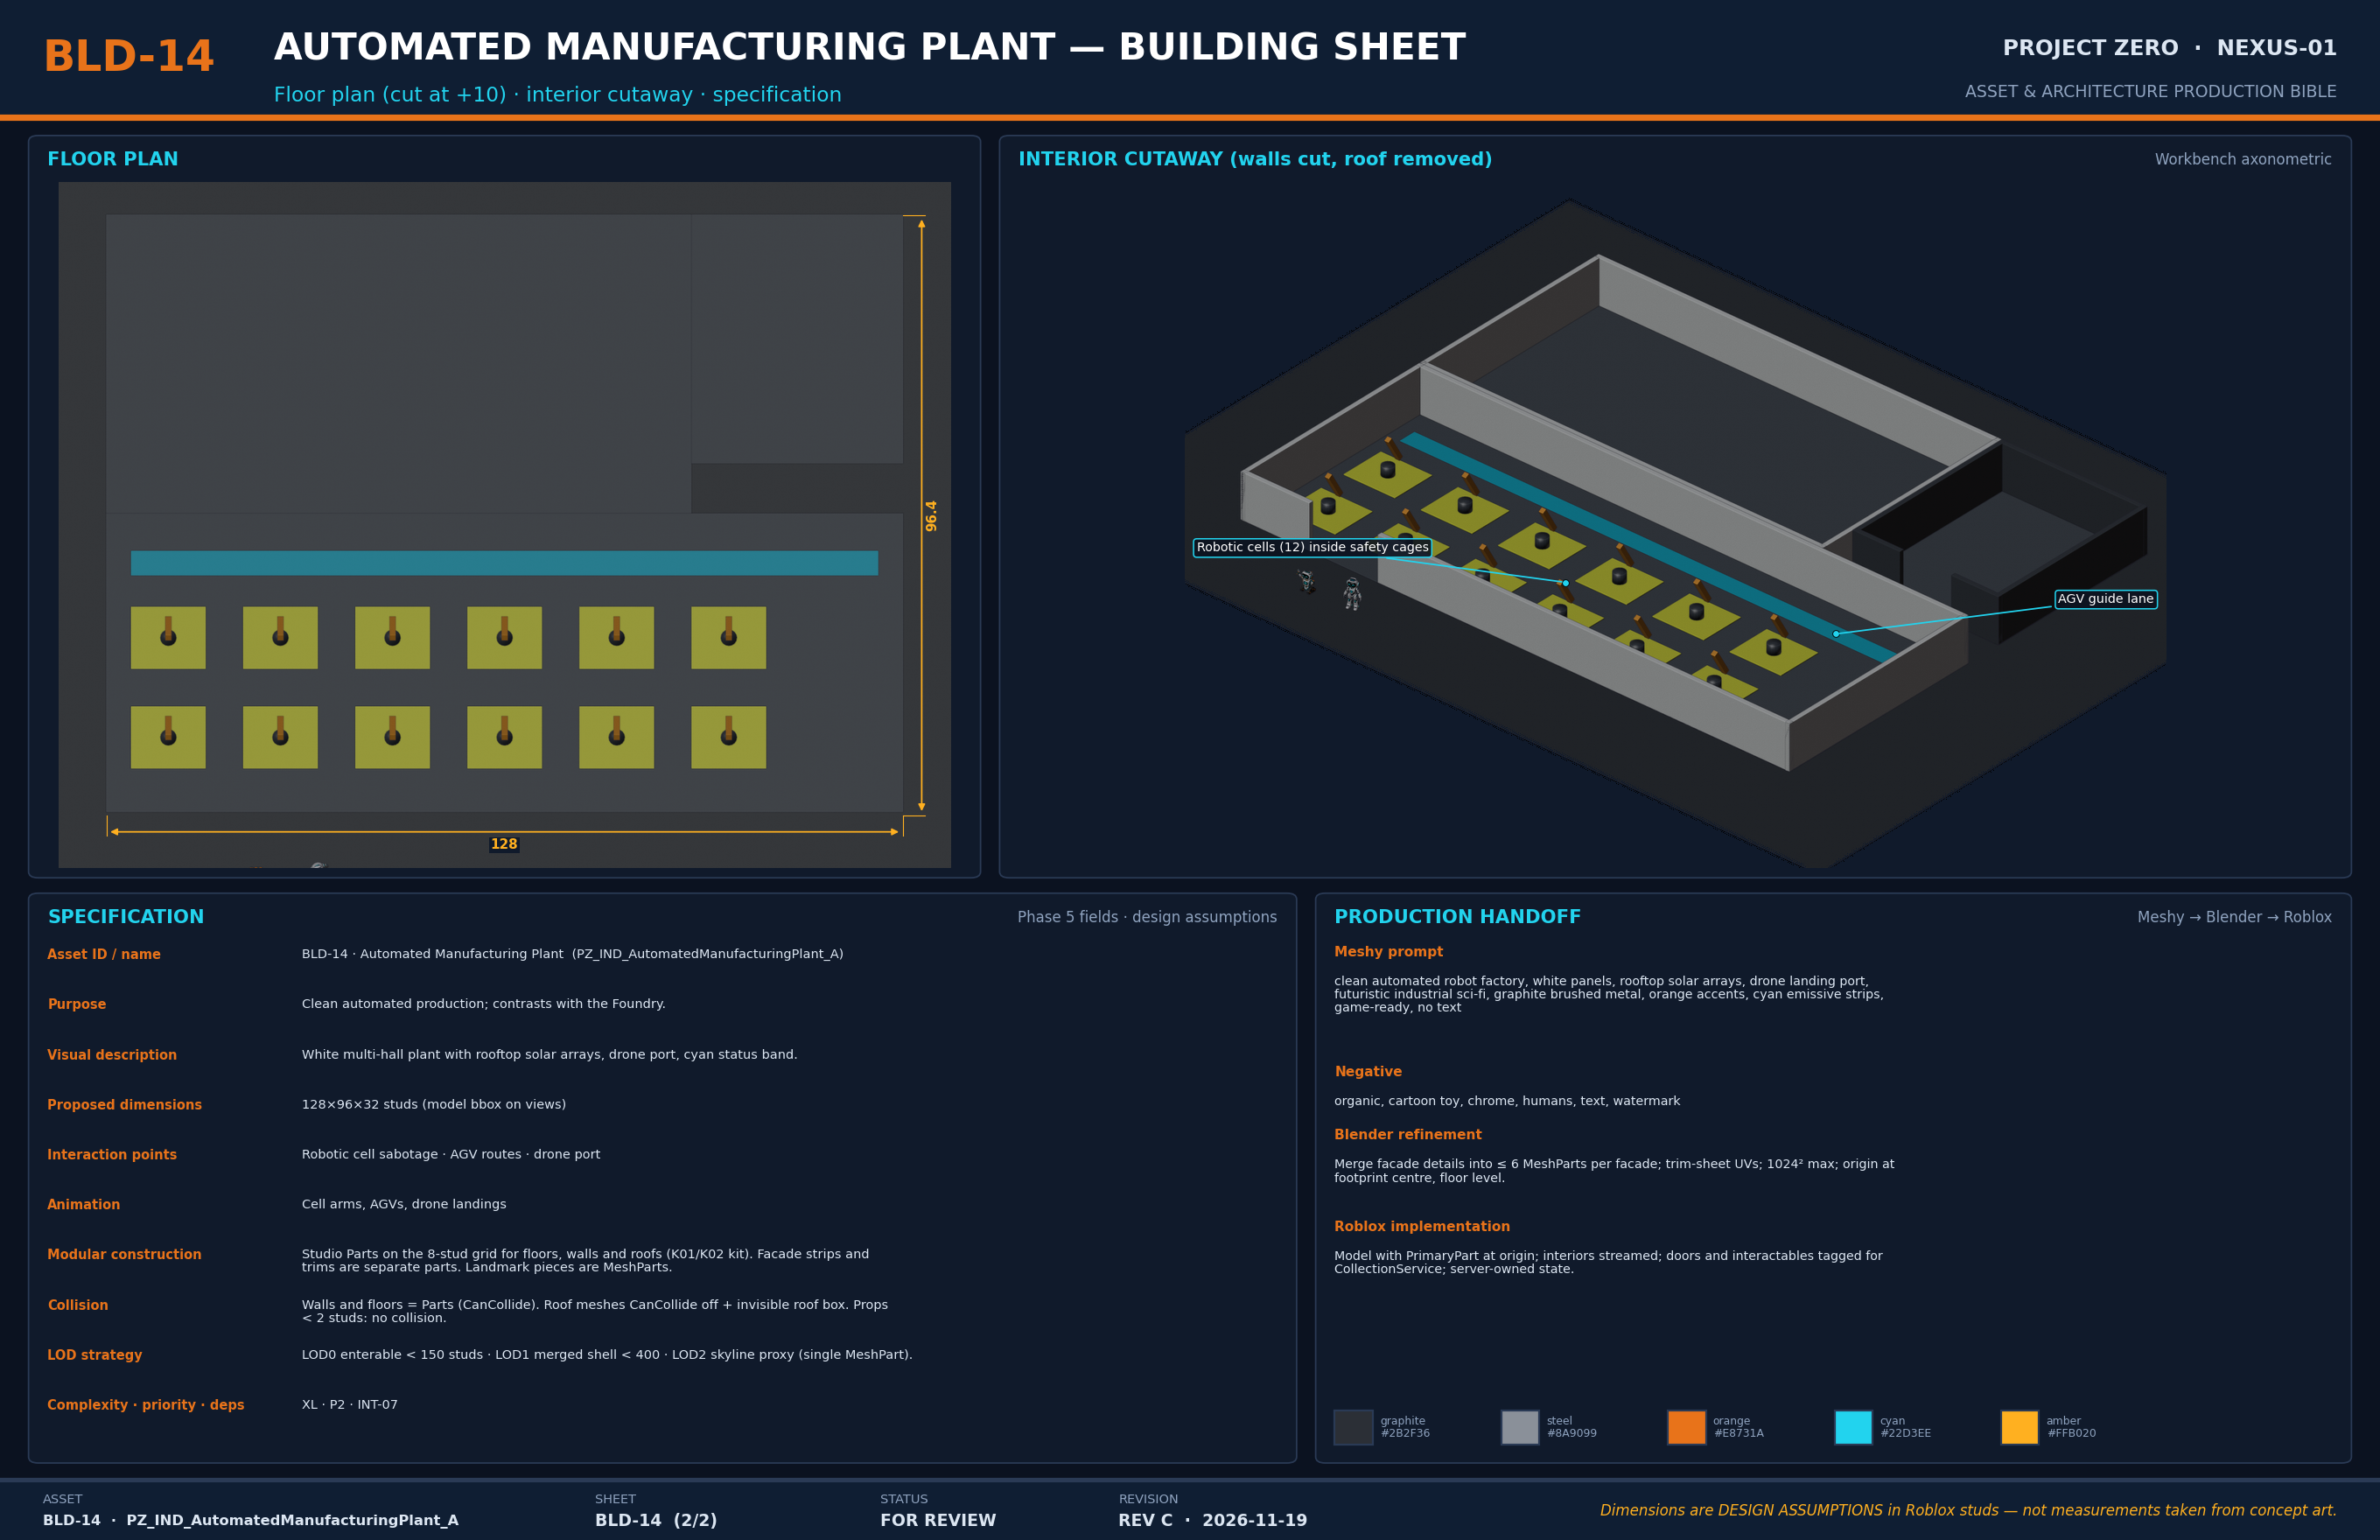 BLD-14
AUTOMATED MANUFACTURING PLANT — BUILDING SHEET
Floor plan (cut at +10) · interior cutaway · specification
PROJECT ZERO · NEXUS-01
ASSET & ARCHITECTURE PRODUCTION BIBLE
FLOOR PLAN
96.4
128
INTERIOR CUTAWAY (walls cut, roof removed)
Workbench axonometric
Robotic cells (12) inside safety cages
AGV guide lane
SPECIFICATION
Phase 5 fields · design assumptions
Asset ID / name
BLD-14 · Automated Manufacturing Plant (PZ_IND_AutomatedManufacturingPlant_A)
Purpose
Clean automated production; contrasts with the Foundry.
Visual description
White multi-hall plant with rooftop solar arrays, drone port, cyan status band.
Proposed dimensions
128×96×32 studs (model bbox on views)
Interaction points
Robotic cell sabotage · AGV routes · drone port
Animation
Cell arms, AGVs, drone landings
Modular construction
Studio Parts on the 8-stud grid for floors, walls and roofs (K01/K02 kit). Facade strips and
trims are separate parts. Landmark pieces are MeshParts.
Collision
Walls and floors = Parts (CanCollide). Roof meshes CanCollide off + invisible roof box. Props
< 2 studs: no collision.
LOD strategy
LOD0 enterable < 150 studs · LOD1 merged shell < 400 · LOD2 skyline proxy (single MeshPart).
Complexity · priority · deps
XL · P2 · INT-07
PRODUCTION HANDOFF
Meshy → Blender → Roblox
Meshy prompt
clean automated robot factory, white panels, rooftop solar arrays, drone landing port,
futuristic industrial sci-fi, graphite brushed metal, orange accents, cyan emissive strips,
game-ready, no text
Negative
organic, cartoon toy, chrome, humans, text, watermark
Blender refinement
Merge facade details into ≤ 6 MeshParts per facade; trim-sheet UVs; 1024² max; origin at
footprint centre, floor level.
Roblox implementation
Model with PrimaryPart at origin; interiors streamed; doors and interactables tagged for
CollectionService; server-owned state.
graphite
#2B2F36
steel
#8A9099
orange
#E8731A
cyan
#22D3EE
amber
#FFB020
ASSET
BLD-14 · PZ_IND_AutomatedManufacturingPlant_A
SHEET
BLD-14 (2/2)
STATUS
FOR REVIEW
REVISION
REV C · 2026-11-19
Dimensions are DESIGN ASSUMPTIONS in Roblox studs — not measurements taken from concept art.